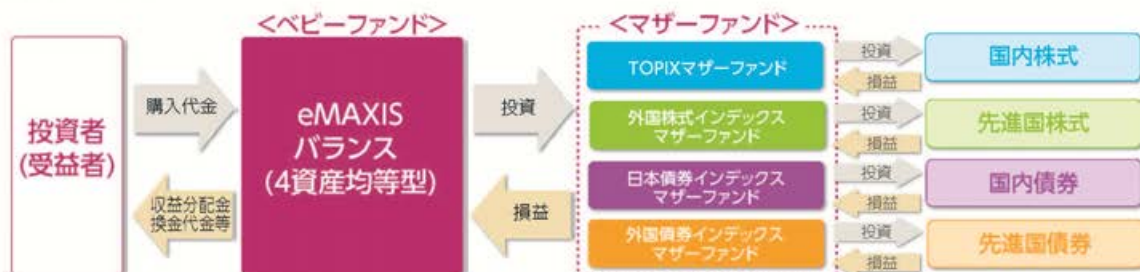 <ベビーファンド>
<マザーファンド>
投資者
(受益者)
購入代金
収益分配金
換金代金等
eMAXIS
バランス
(4資産均等型)
投資
損益
TOPIXマザーファンド
投資
損益
国内株式
外国株式インデックス
マザーファンド
投資
損益
先進国株式
日本債券インデックス
マザーファンド
投資
損益
国内債券
外国債券インデックス
マザーファンド
投資
損益
先進国債券